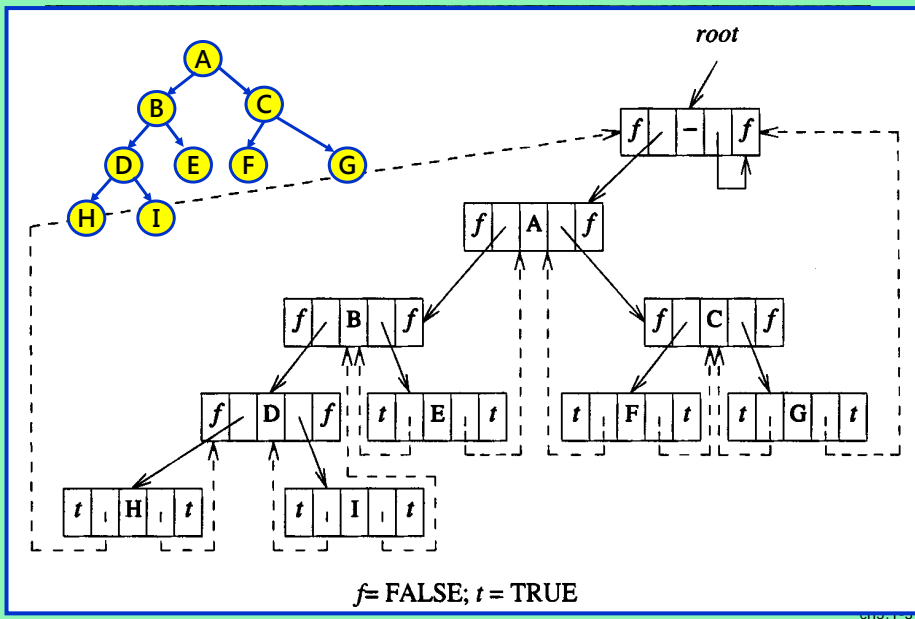 root
A
B C
D E F G
H I
f – f
f A f
f B f
f C f
f D f
t E t
t F t
t G t
t H t
t I t
f= FALSE; t = TRUE